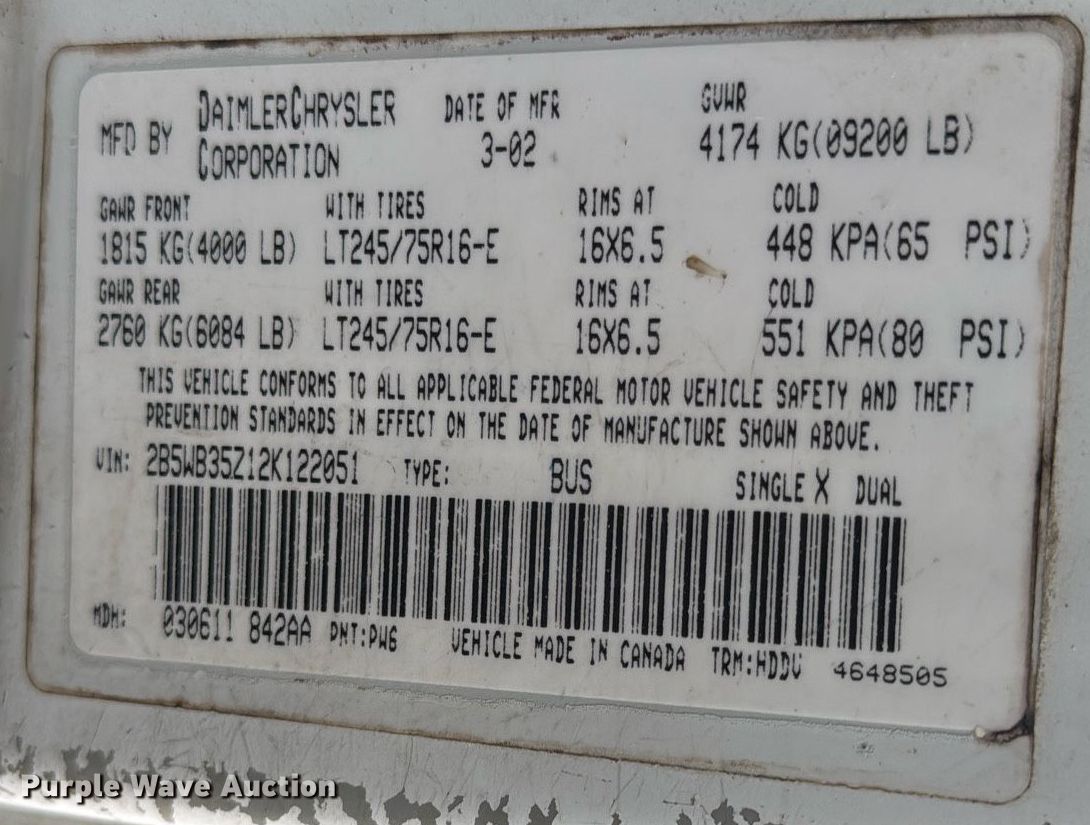 MFD BY DAIMLERCHRYSLER CORPORATION DATE OF MFR 3-02 GVWR 4174 KG(09200 LB)
GAWR FRONT WITH TIRES RIMS AT COLD
1815 KG(4000 LB) LT245/75R16-E 16X6.5 448 KPA(65 PSI)
GAWR REAR WITH TIRES RIMS AT COLD
2760 KG(6084 LB) LT245/75R16-E 16X6.5 551 KPA(80 PSI)
THIS VEHICLE CONFORMS TO ALL APPLICABLE FEDERAL MOTOR VEHICLE SAFETY AND THEFT
PREVENTION STANDARDS IN EFFECT ON THE DATE OF MANUFACTURE SHOWN ABOVE.
VIN: 2B5WB35Z12K122051 TYPE: BUS SINGLE X DUAL
MDH: 030611 842AA PNT:PW6 VEHICLE MADE IN CANADA TRM:HDDV 4648505
Purple Wave Auction